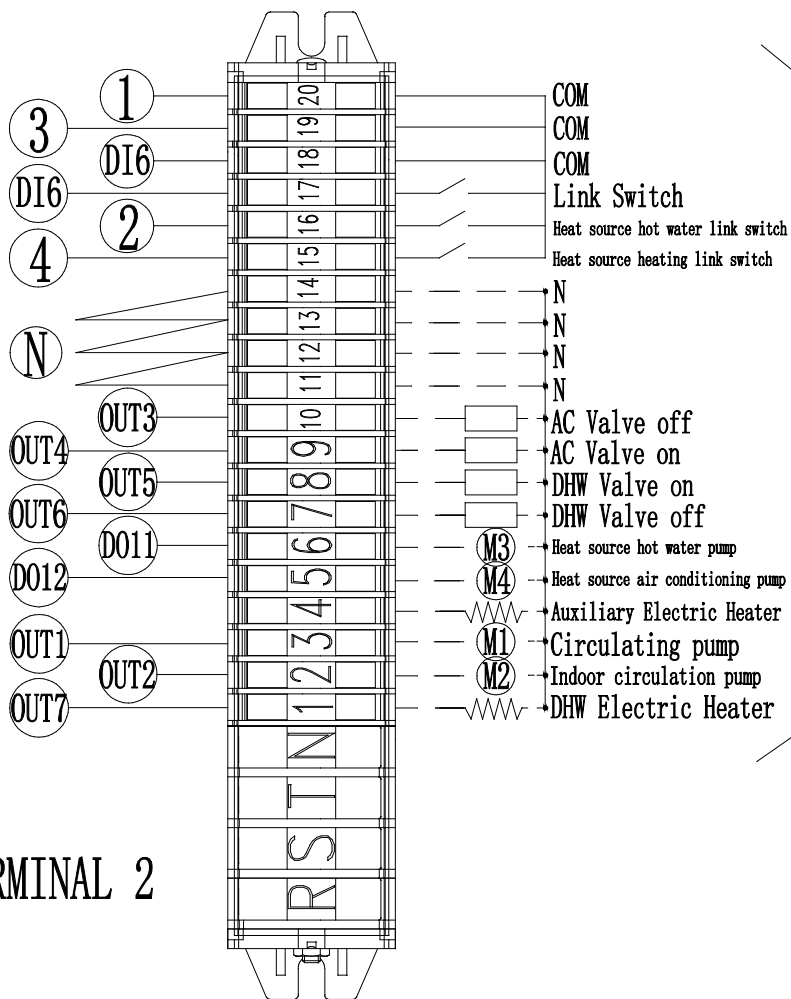 1 20 COM
3 19 COM
DI6 18 COM
DI6 17 Link Switch
2 16 Heat source hot water link switch
4 15 Heat source heating link switch
14 N
13 N
N 12 N
11 N
OUT3 10 AC Valve off
OUT4 9 AC Valve on
OUT5 8 DHW Valve on
OUT6 7 DHW Valve off
DO11 6 M3 Heat source hot water pump
DO12 5 M4 Heat source air conditioning pump
4 Auxiliary Electric Heater
OUT1 3 M1 Circulating pump
OUT2 2 M2 Indoor circulation pump
OUT7 1 DHW Electric Heater
N
T
S
R
RMINAL 2